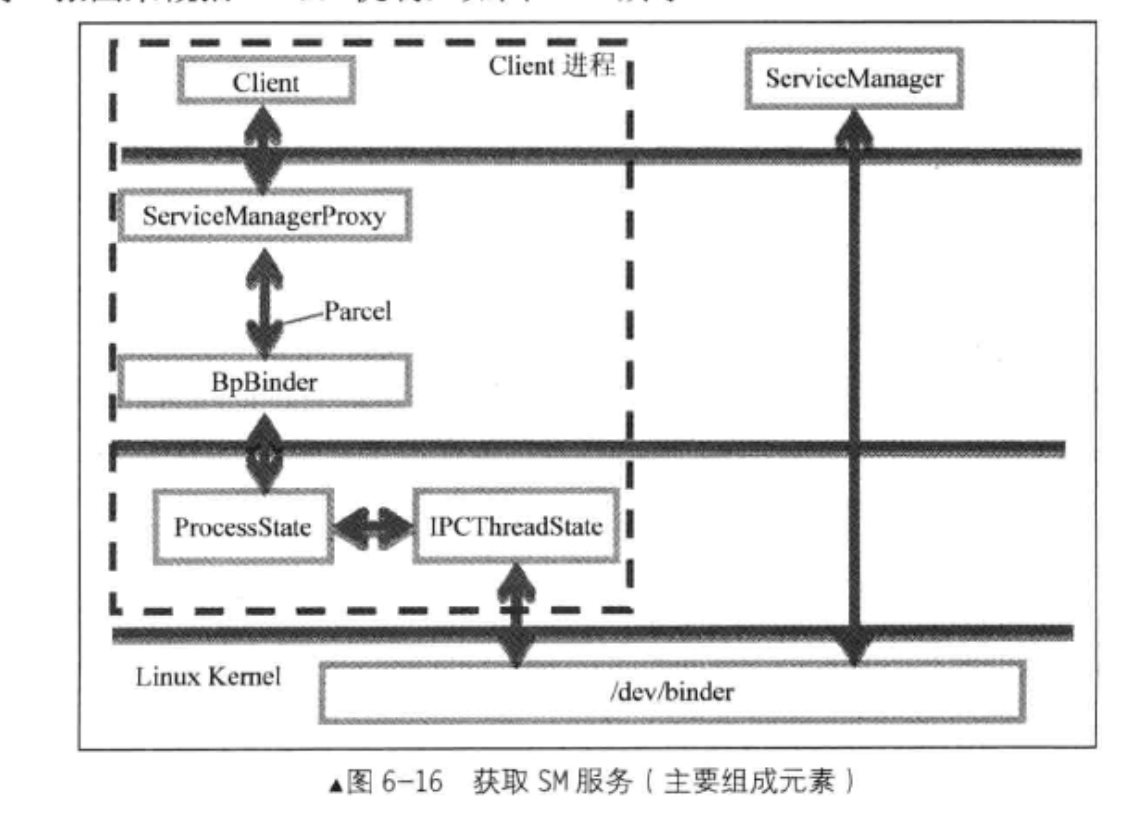 Client 进程
Client
ServiceManager
ServiceManagerProxy
Parcel
BpBinder
ProcessState
IPCThreadState
Linux Kernel
/dev/binder
▲图 6-16 获取 SM 服务（主要组成元素）